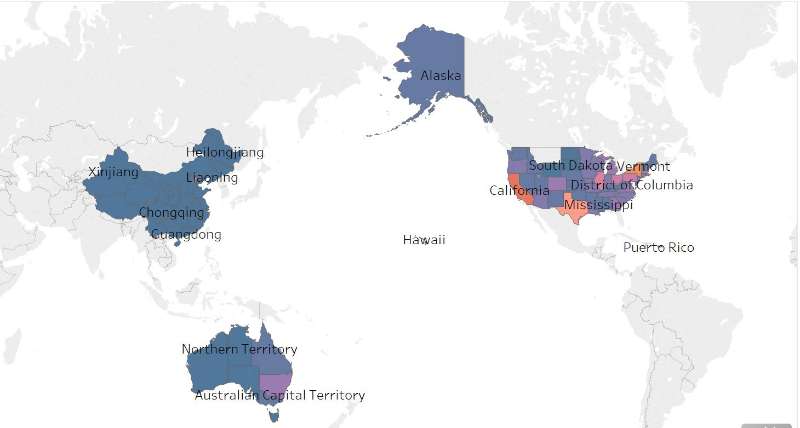 Alaska
Heilongjiang
Xinjiang
Liaoning
South Dakota
Vermont
California
District of Columbia
Chongqing
Mississippi
Guangdong
Hawaii
Puerto Rico
Northern Territory
Australian Capital Territory